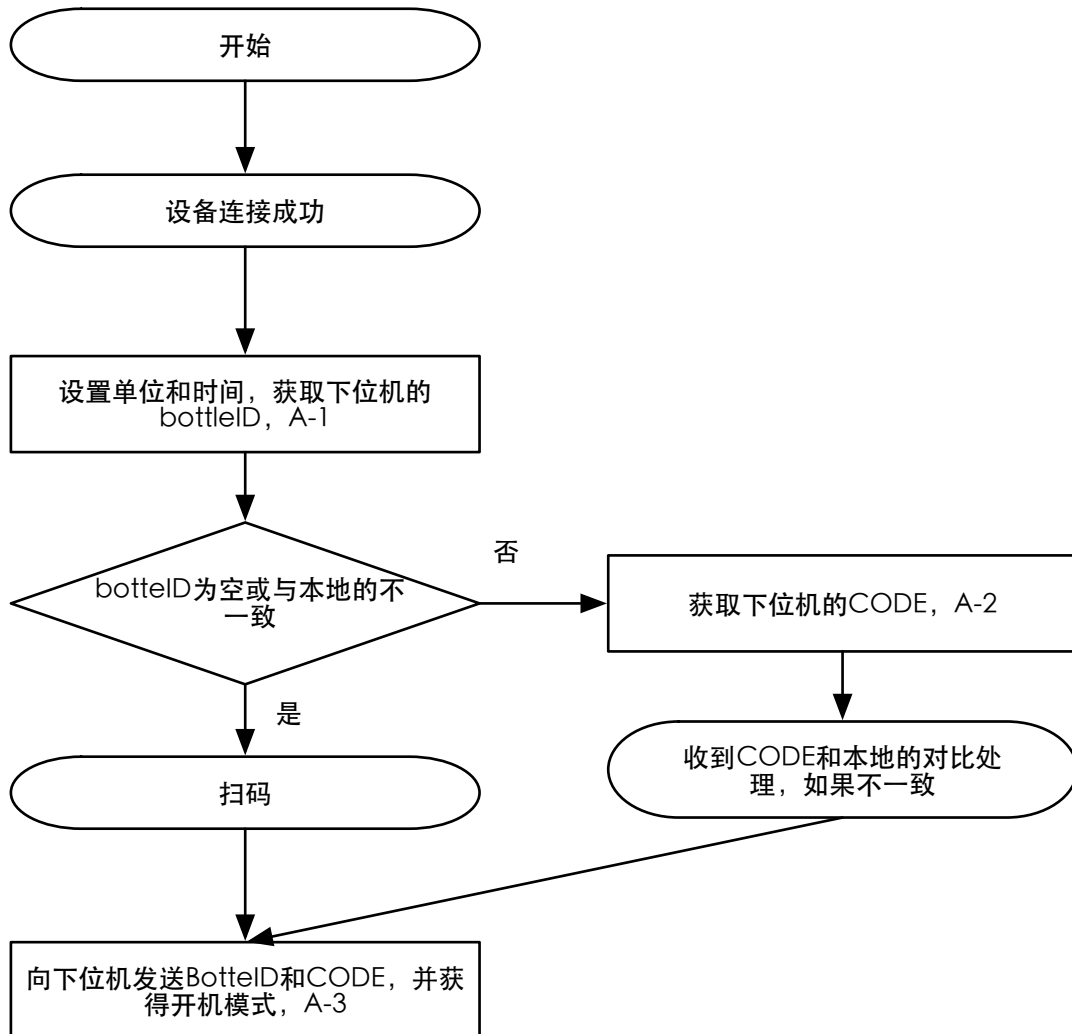 开始
设备连接成功
设置单位和时间，获取下位机的
bottleID，A-1
botteID为空或与本地的不
一致
否
获取下位机的CODE，A-2
是
收到CODE和本地的对比处
理，如果不一致
扫码
向下位机发送BotteID和CODE，并获
得开机模式，A-3